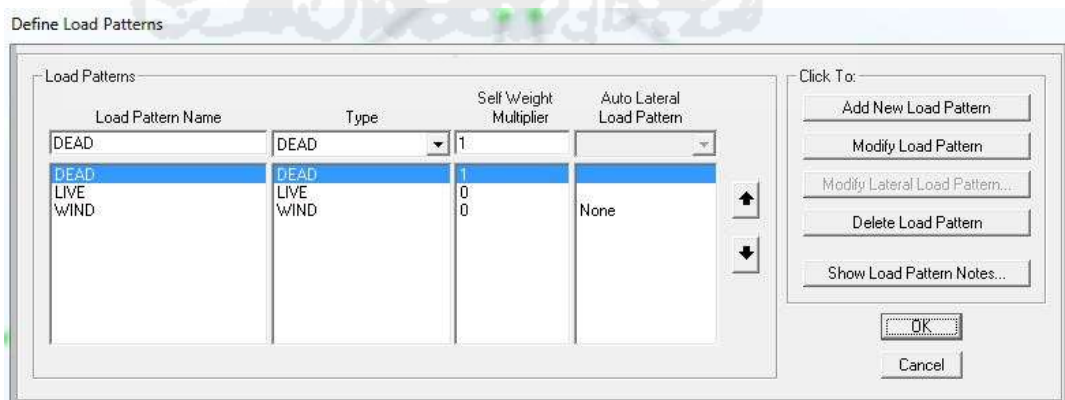 Define Load Patterns
Load Patterns
Click To:
Load Pattern Name
Type
Self Weight Multiplier
Auto Lateral Load Pattern
DEAD DEAD 1
DEAD DEAD 1
LIVE LIVE 0
WIND WIND 0 None
Add New Load Pattern
Modify Load Pattern
Modify Lateral Load Pattern...
Delete Load Pattern
Show Load Pattern Notes...
OK
Cancel